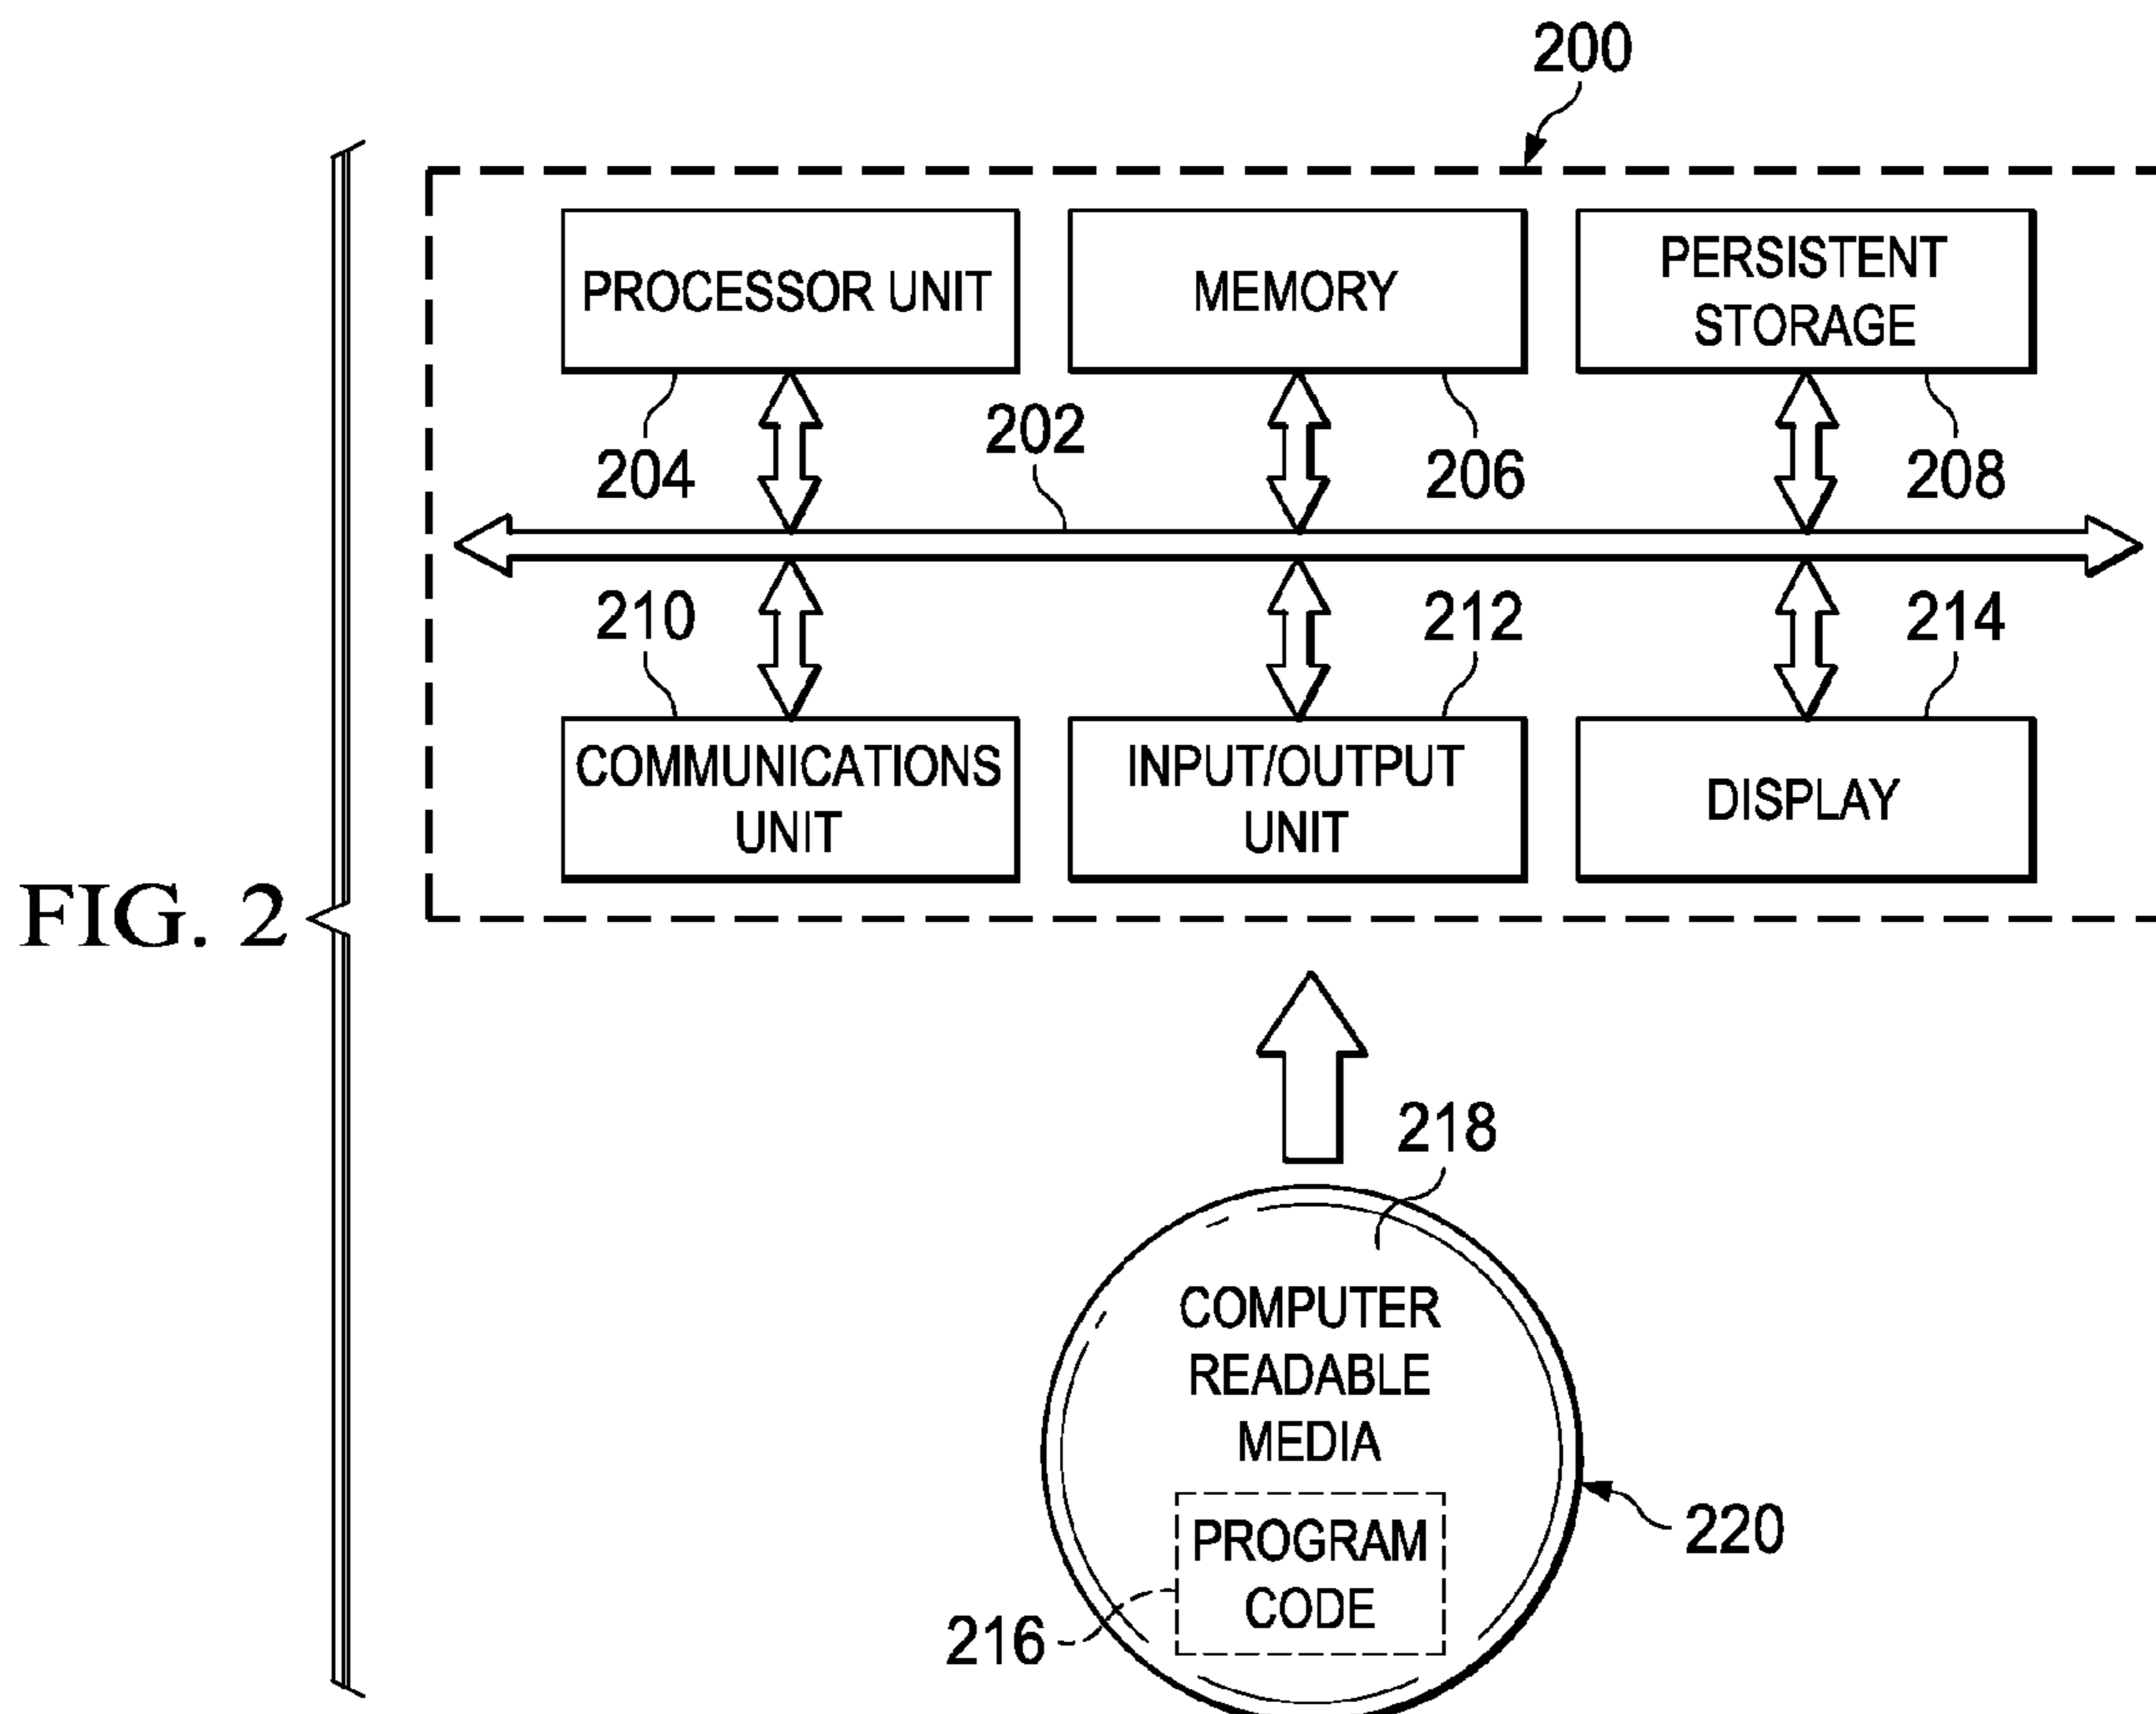 200
PROCESSOR UNIT
MEMORY
PERSISTENT
STORAGE
204
202
206
208
210
212
214
COMMUNICATIONS
UNIT
INPUT/OUTPUT
UNIT
DISPLAY
FIG. 2
218
COMPUTER
READABLE
MEDIA
PROGRAM
CODE
220
216